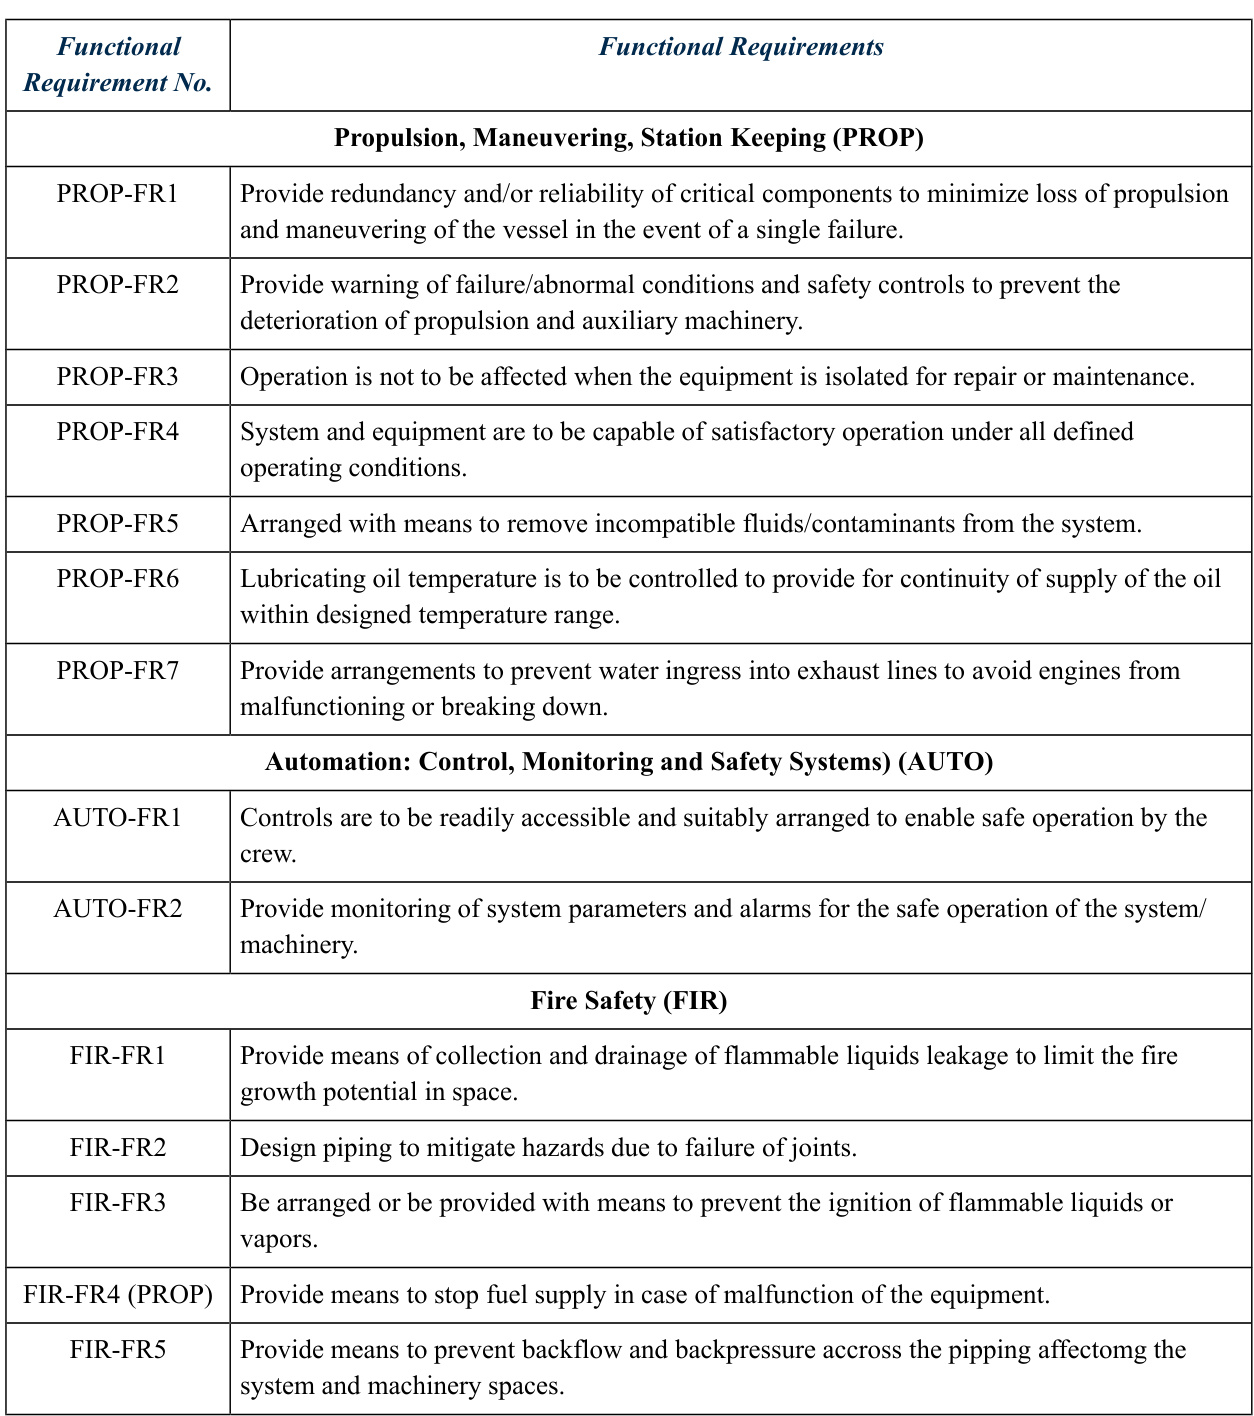 Functional
Requirement No.
Functional Requirements
Propulsion, Maneuvering, Station Keeping (PROP)
PROP-FR1
Provide redundancy and/or reliability of critical components to minimize loss of propulsion
and maneuvering of the vessel in the event of a single failure.
PROP-FR2
Provide warning of failure/abnormal conditions and safety controls to prevent the
deterioration of propulsion and auxiliary machinery.
PROP-FR3
Operation is not to be affected when the equipment is isolated for repair or maintenance.
PROP-FR4
System and equipment are to be capable of satisfactory operation under all defined
operating conditions.
PROP-FR5
Arranged with means to remove incompatible fluids/contaminants from the system.
PROP-FR6
Lubricating oil temperature is to be controlled to provide for continuity of supply of the oil
within designed temperature range.
PROP-FR7
Provide arrangements to prevent water ingress into exhaust lines to avoid engines from
malfunctioning or breaking down.
Automation: Control, Monitoring and Safety Systems) (AUTO)
AUTO-FR1
Controls are to be readily accessible and suitably arranged to enable safe operation by the
crew.
AUTO-FR2
Provide monitoring of system parameters and alarms for the safe operation of the system/
machinery.
Fire Safety (FIR)
FIR-FR1
Provide means of collection and drainage of flammable liquids leakage to limit the fire
growth potential in space.
FIR-FR2
Design piping to mitigate hazards due to failure of joints.
FIR-FR3
Be arranged or be provided with means to prevent the ignition of flammable liquids or
vapors.
FIR-FR4 (PROP)
Provide means to stop fuel supply in case of malfunction of the equipment.
FIR-FR5
Provide means to prevent backflow and backpressure accross the pipping affectomg the
system and machinery spaces.